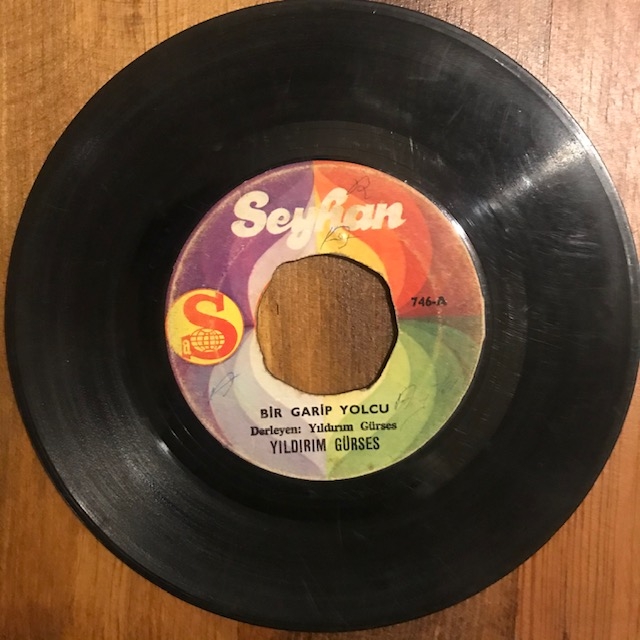 Seyhan
746-A
S
BİR GARİP YOLCU
Derleyen: Yıldırım Gürses
YILDIRIM GÜRSES